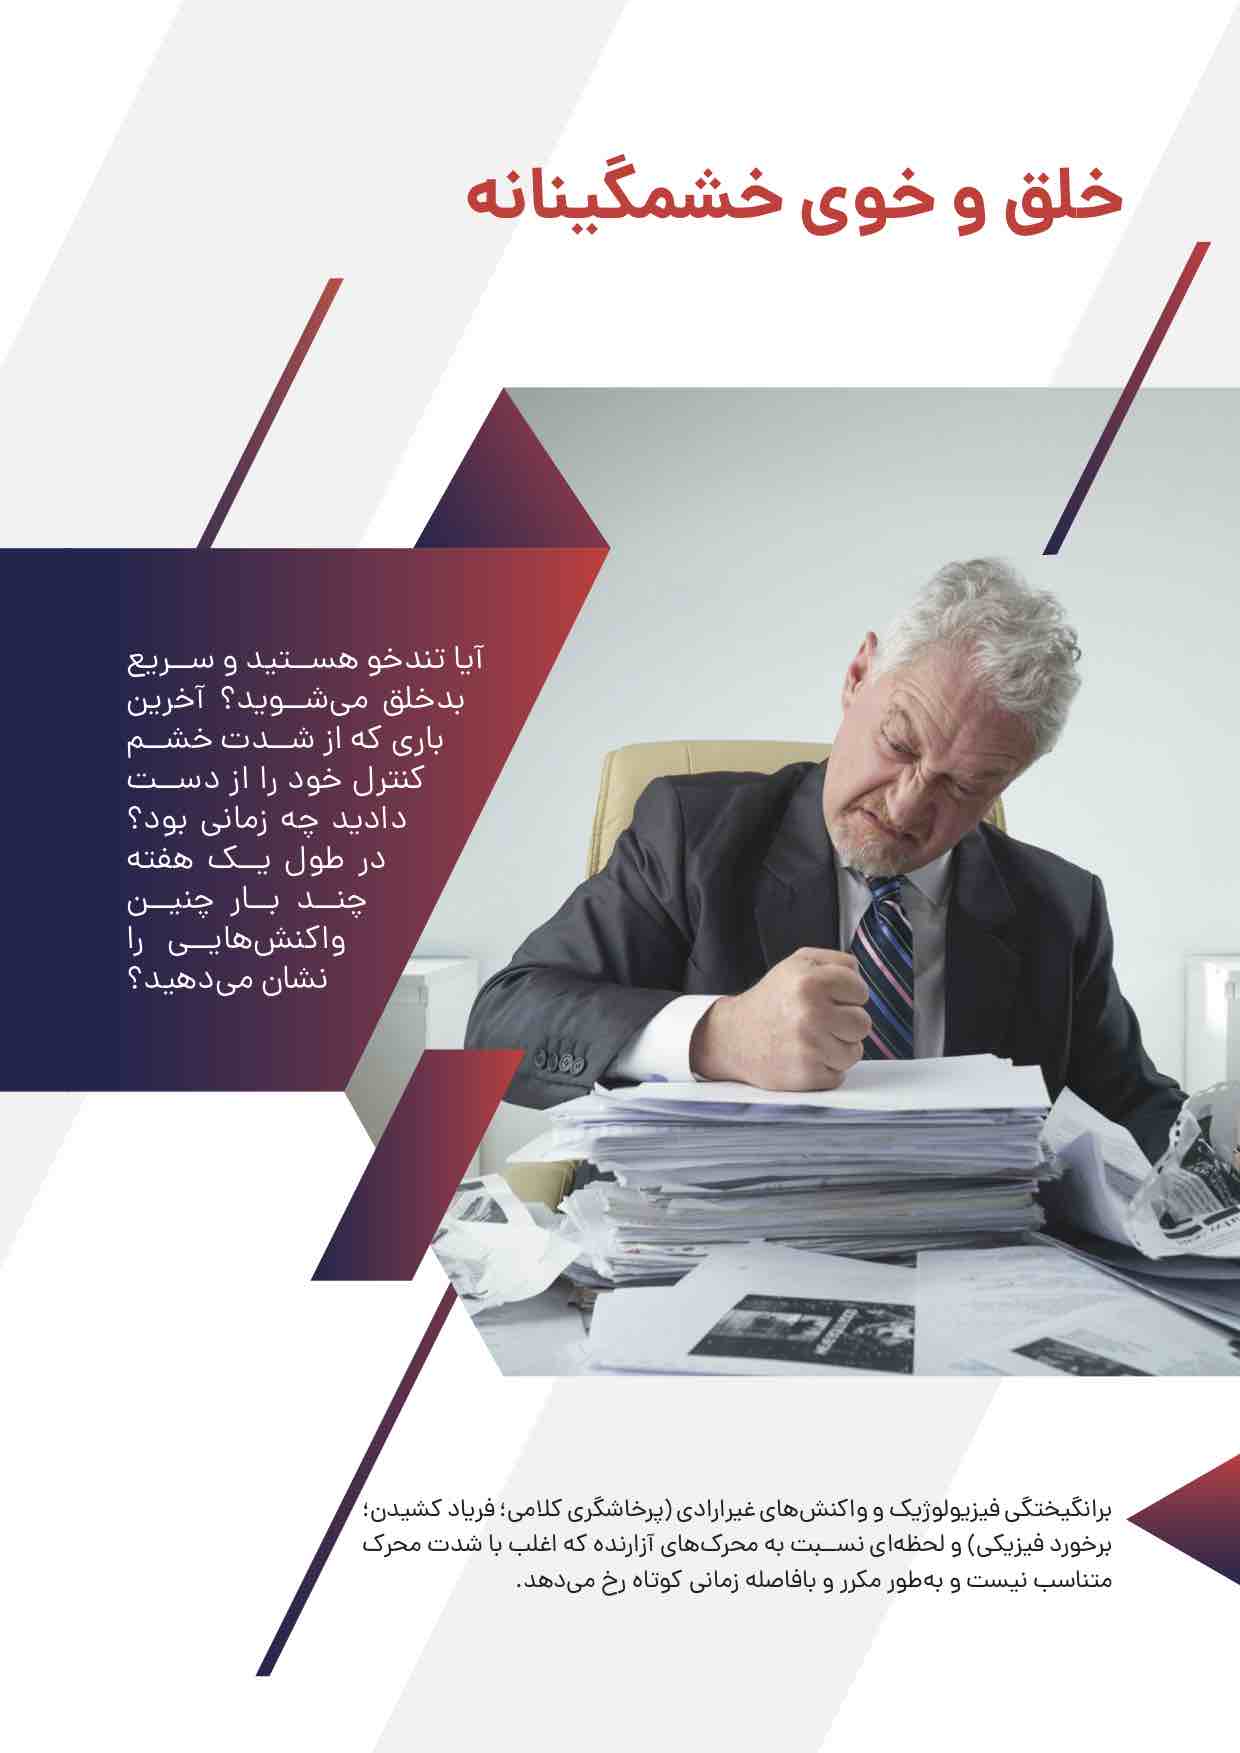 خلق و خوی خشمگینانه
آیا تندخو هستید و سریع
بدخلق می‌شوید؟ آخرین
باری که از شدت خشم
کنترل خود را از دست
دادید چه زمانی بود؟
در طول یک هفته
چند بار چنین
واکنش‌هایی را
نشان می‌دهید؟
برانگیختگی فیزیولوژیک و واکنش‌های غیرارادی (پرخاشگری کلامی؛ فریاد کشیدن؛
برخورد فیزیکی) و لحظه‌ای نسبت به محرک‌های آزارنده که اغلب با شدت محرک
متناسب نیست و به‌طور مکرر و بافاصله زمانی کوتاه رخ می‌دهد.